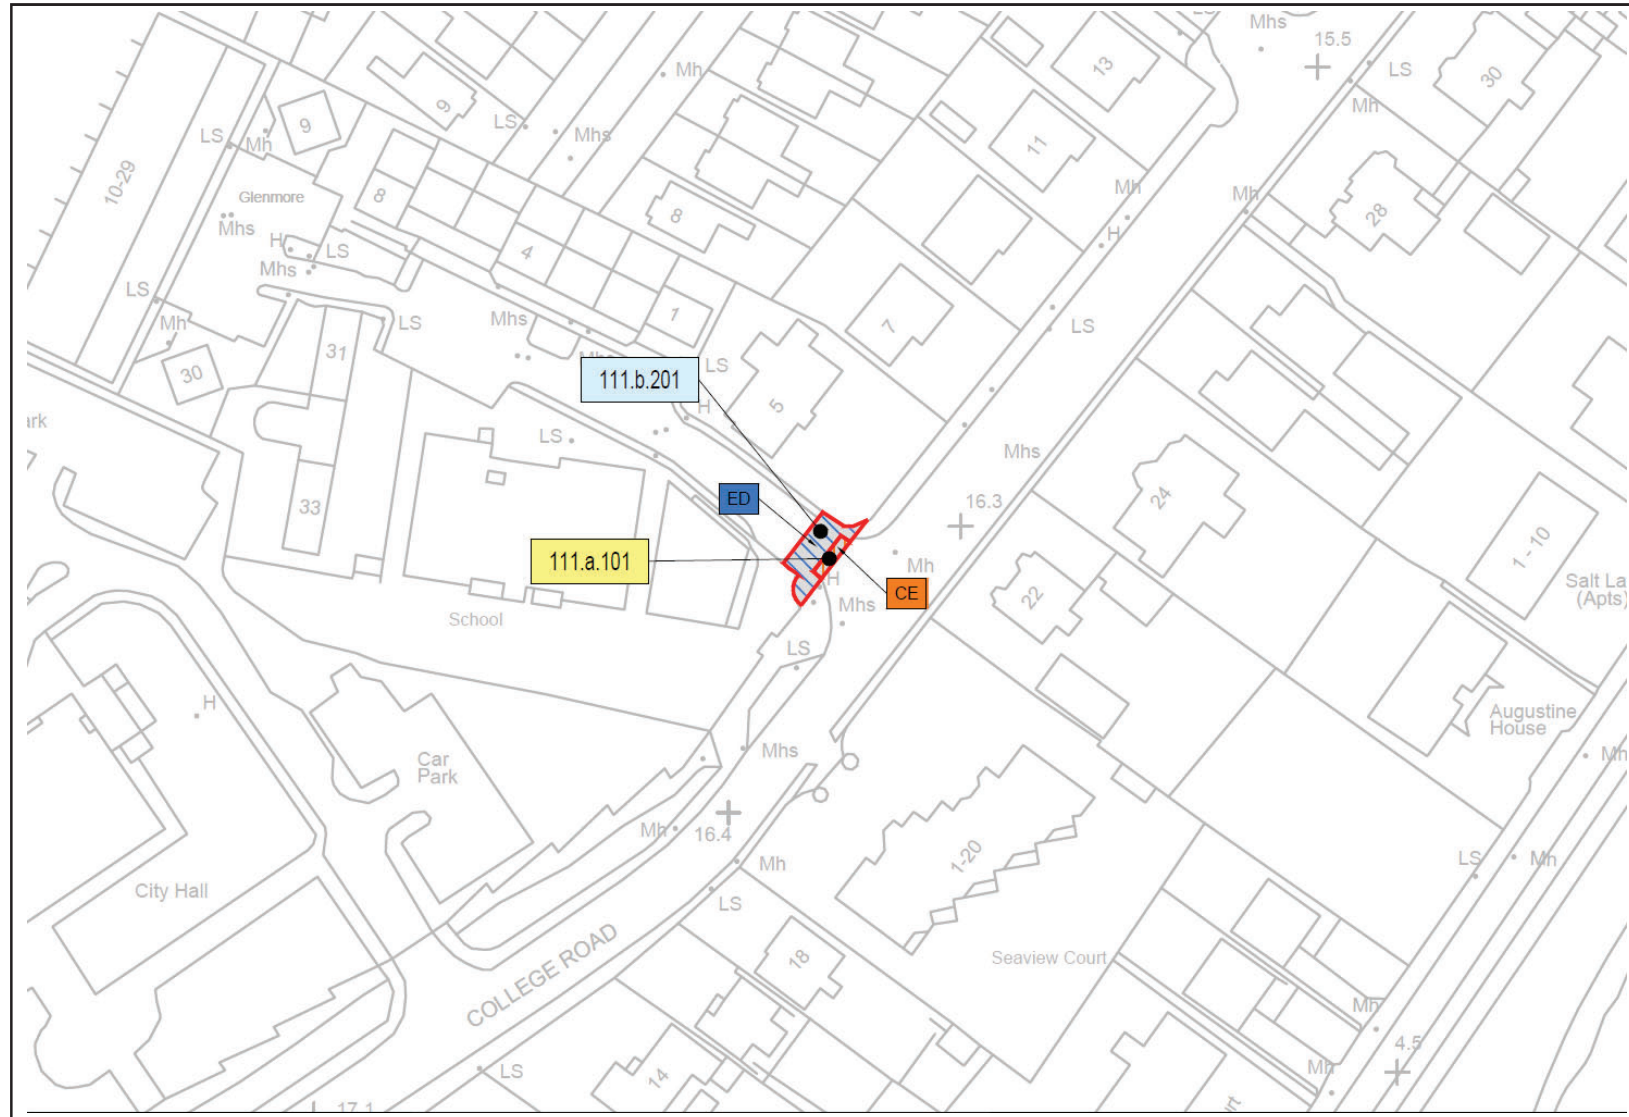 LS
Mhs
15.5
LS
Mh
30
13
Mh
9
LS
9
LS
Mh
Mhs
11
10-29
8
Glenmore
Mhs
Mh
Mh
28
8
H
LS
Mhs
4
H
LS
Mh
LS
Mhs
1
7
LS
31
30
LS
111.b.201
H
5
ark
LS
Mhs
33
ED
16.3
24
1 - 10
111.a.101
H
Mh
CE
22
Salt La
(Apts)
School
Mhs
LS
H
Augustine
House
Car
Park
Mhs
Mh
Mh
16.4
Mh
1-20
LS
Mh
City Hall
LS
COLLEGE ROAD
18
Seaview Court
Mh
4.5
LS
14
Mh
17.1